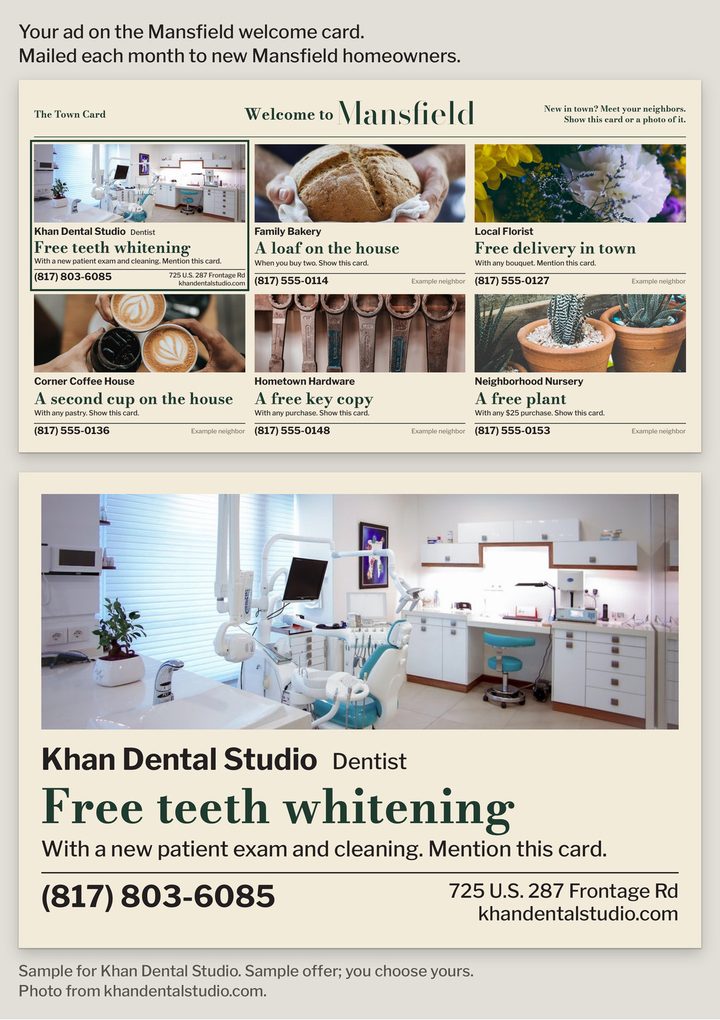 Your ad on the Mansfield welcome card.
Mailed each month to new Mansfield homeowners.
The Town Card
Welcome to Mansfield
New in town? Meet your neighbors.
Show this card or a photo of it.
Khan Dental Studio Dentist
Free teeth whitening
With a new patient exam and cleaning. Mention this card.
(817) 803-6085
725 U.S. 287 Frontage Rd
khandentalstudio.com
Family Bakery
A loaf on the house
When you buy two. Show this card.
(817) 555-0114
Example neighbor
Local Florist
Free delivery in town
With any bouquet. Mention this card.
(817) 555-0127
Example neighbor
Corner Coffee House
A second cup on the house
With any pastry. Show this card.
(817) 555-0136
Example neighbor
Hometown Hardware
A free key copy
With any purchase. Show this card.
(817) 555-0148
Example neighbor
Neighborhood Nursery
A free plant
With any $25 purchase. Show this card.
(817) 555-0153
Example neighbor
Khan Dental Studio Dentist
Free teeth whitening
With a new patient exam and cleaning. Mention this card.
(817) 803-6085
725 U.S. 287 Frontage Rd
khandentalstudio.com
Sample for Khan Dental Studio. Sample offer; you choose yours.
Photo from khandentalstudio.com.